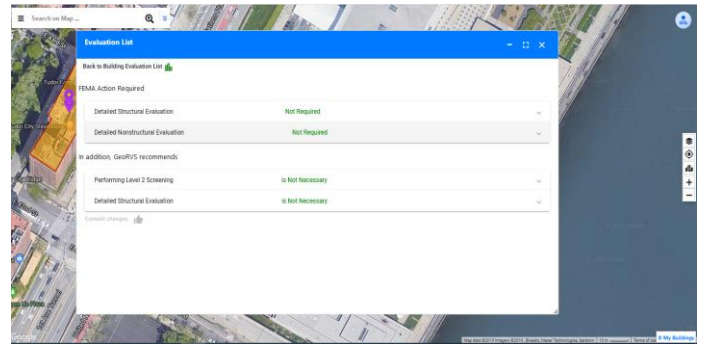 Search on Map ...
Evaluation List
Back to Building Evaluation List
FEMA Action Required
Detailed Structural Evaluation Not Required
Detailed Nonstructural Evaluation Not Required
In addition, GeoRVS recommends
Performing Level 2 Screening is Not Necessary
Detailed Structural Evaluation is Not Necessary
Commit changes
Google
My Buildings